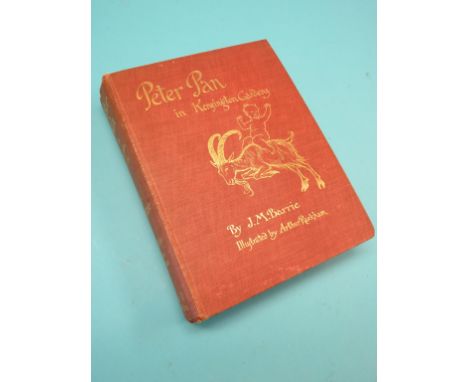 Peter Pan
in Kensington Gardens
By J.M.Barrie
Illustrated by Arthur Rackham